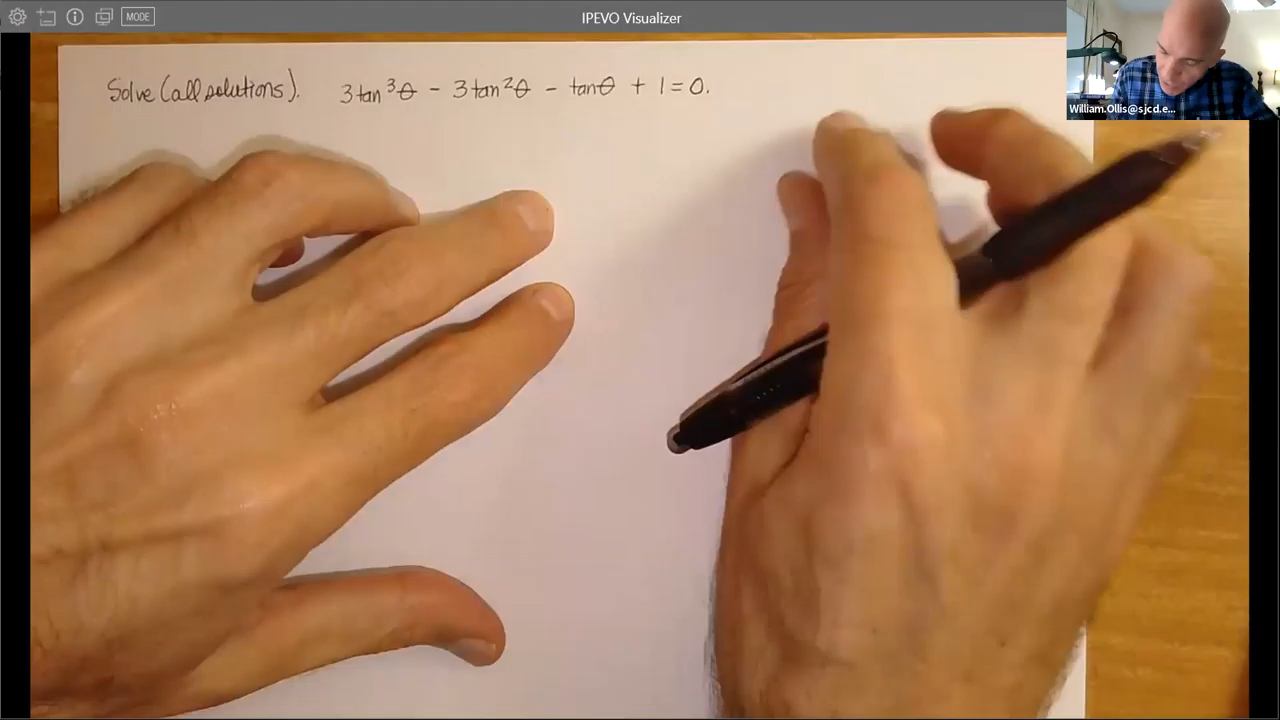 MODE
IPEVO Visualizer
William.Ollis@sjcd.e...
Solve (all solutions). 3tan³θ - 3tan²θ - tanθ + 1 = 0.